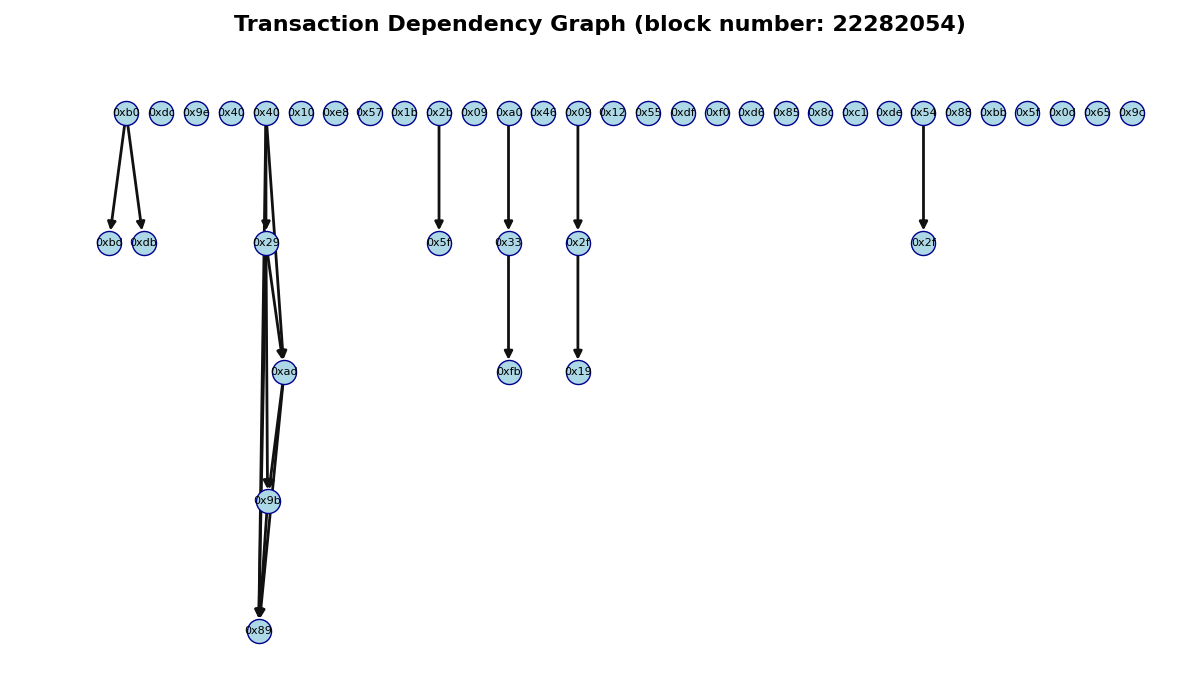 Transaction Dependency Graph (block number: 22282054)
0xb0 0xdc 0x9e 0x40 0x40 0x10 0xe8 0x57 0x1b 0x2b 0x09 0xa0 0x46 0x09 0x12 0x55 0xdf 0xf0 0xd6 0x85 0x8c 0xc1 0xde 0x54 0x88 0xbb 0x5f 0x0d 0x65 0x9c
0xbd 0xdb 0x29 0x5f 0x33 0x2f 0x2f
0xad 0xfb 0x19
0x9b
0x89